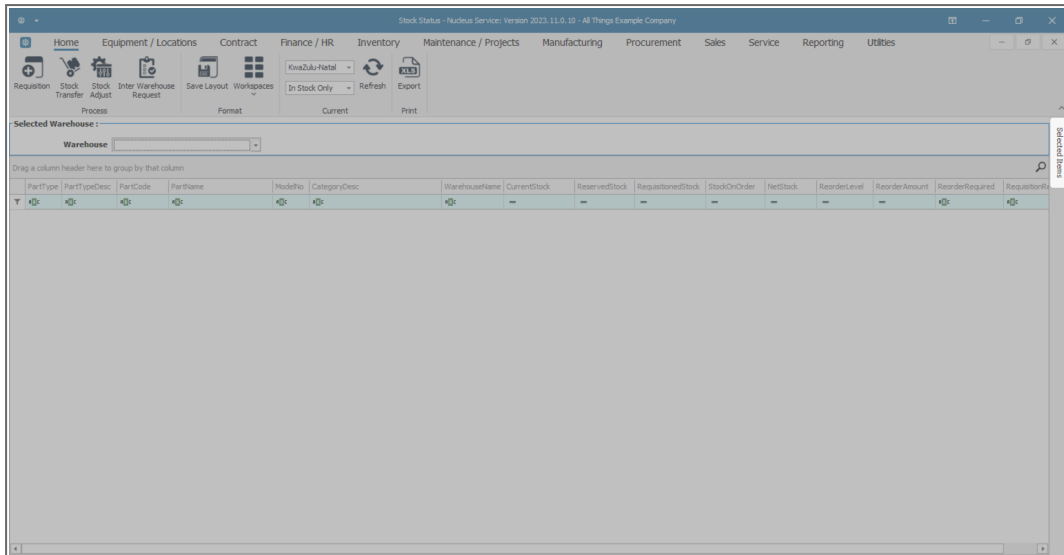 Stock Status - Nucleus Service: Version 2023.11.0.10 - All Things Example Company
Home Equipment / Locations Contract Finance / HR Inventory Maintenance / Projects Manufacturing Procurement Sales Service Reporting Utilities
Requisition Stock Transfer Stock Adjust Inter Warehouse Request Save Layout Workspaces KwaZulu-Natal In Stock Only Refresh XLS Export
Process Format Current Print
Selected Warehouse :
Warehouse
Selected Items
Drag a column header here to group by that column
PartType PartTypeDesc PartCode PartName ModelNo CategoryDesc WarehouseName CurrentStock ReservedStock RequisitionedStock StockOnOrder NetStock ReorderLevel ReorderAmount ReorderRequired RequisitionRe